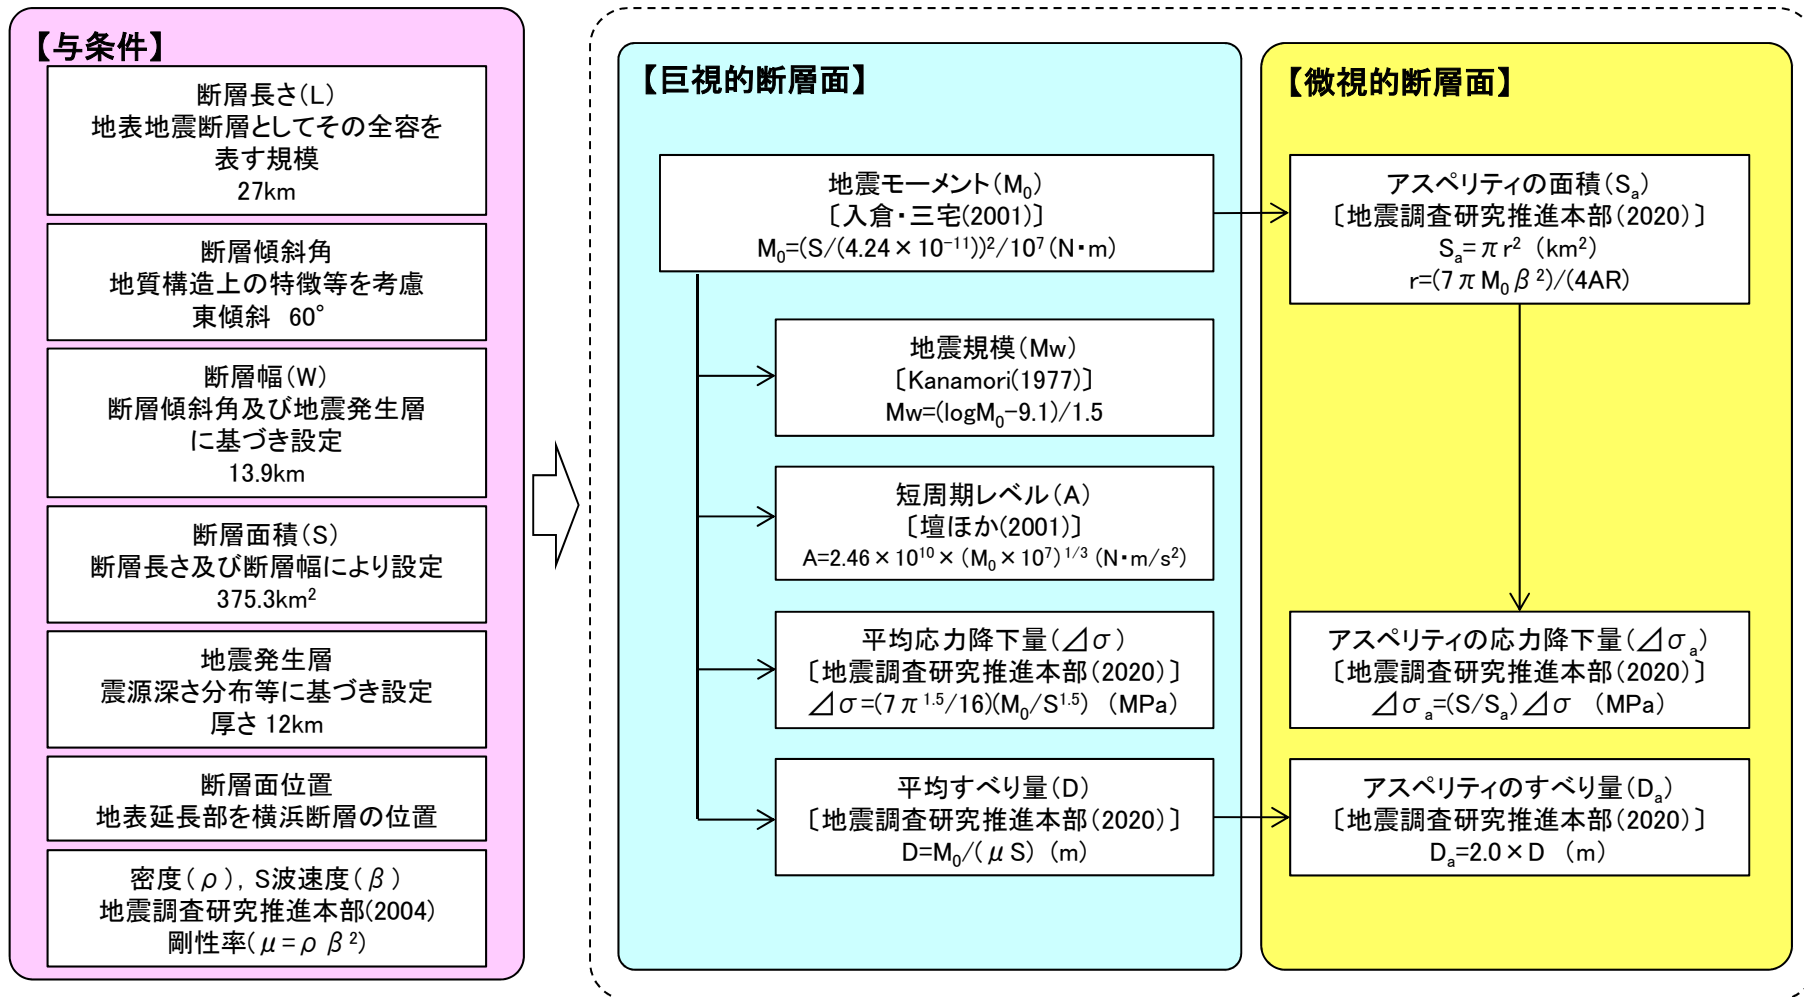 【与条件】
断層長さ(L)
地表地震断層としてその全容を
表す規模
27km
断層傾斜角
地質構造上の特徴等を考慮
東傾斜 60°
断層幅(W)
断層傾斜角及び地震発生層
に基づき設定
13.9km
断層面積(S)
断層長さ及び断層幅により設定
375.3km²
地震発生層
震源深さ分布等に基づき設定
厚さ 12km
断層面位置
地表延長部を横浜断層の位置
密度(ρ), S波速度(β)
地震調査研究推進本部(2004)
剛性率(μ=ρβ²)
【巨視的断層面】
地震モーメント(M₀)
〔入倉・三宅(2001)〕
M₀=(S/(4.24×10⁻¹¹))²/10⁷(N・m)
地震規模(Mw)
〔Kanamori(1977)〕
Mw=(logM₀-9.1)/1.5
短周期レベル(A)
〔壇ほか(2001)〕
A=2.46×10¹⁰×(M₀×10⁷)¹/³(N・m/s²)
平均応力降下量(⊿σ)
〔地震調査研究推進本部(2020)〕
⊿σ=(7π¹·⁵/16)(M₀/S¹·⁵) (MPa)
平均すべり量(D)
〔地震調査研究推進本部(2020)〕
D=M₀/(μS) (m)
【微視的断層面】
アスペリティの面積(Sₐ)
〔地震調査研究推進本部(2020)〕
Sₐ=πr² (km²)
r=(7πM₀β²)/(4AR)
アスペリティの応力降下量(⊿σₐ)
〔地震調査研究推進本部(2020)〕
⊿σₐ=(S/Sₐ)⊿σ (MPa)
アスペリティのすべり量(Dₐ)
〔地震調査研究推進本部(2020)〕
Dₐ=2.0×D (m)